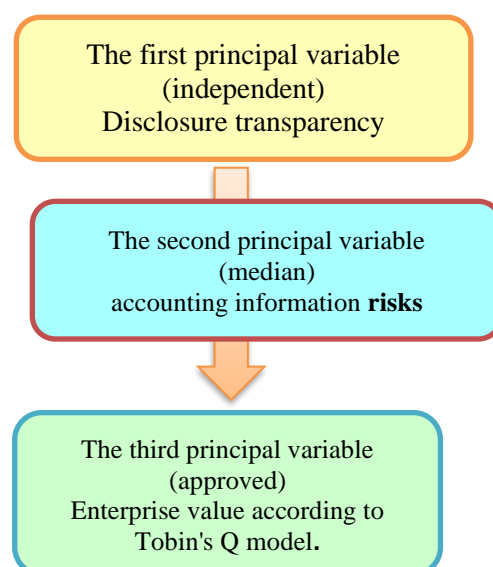 The first principal variable
(independent)
Disclosure transparency
The second principal variable
(median)
accounting information risks
The third principal variable
(approved)
Enterprise value according to
Tobin's Q model.